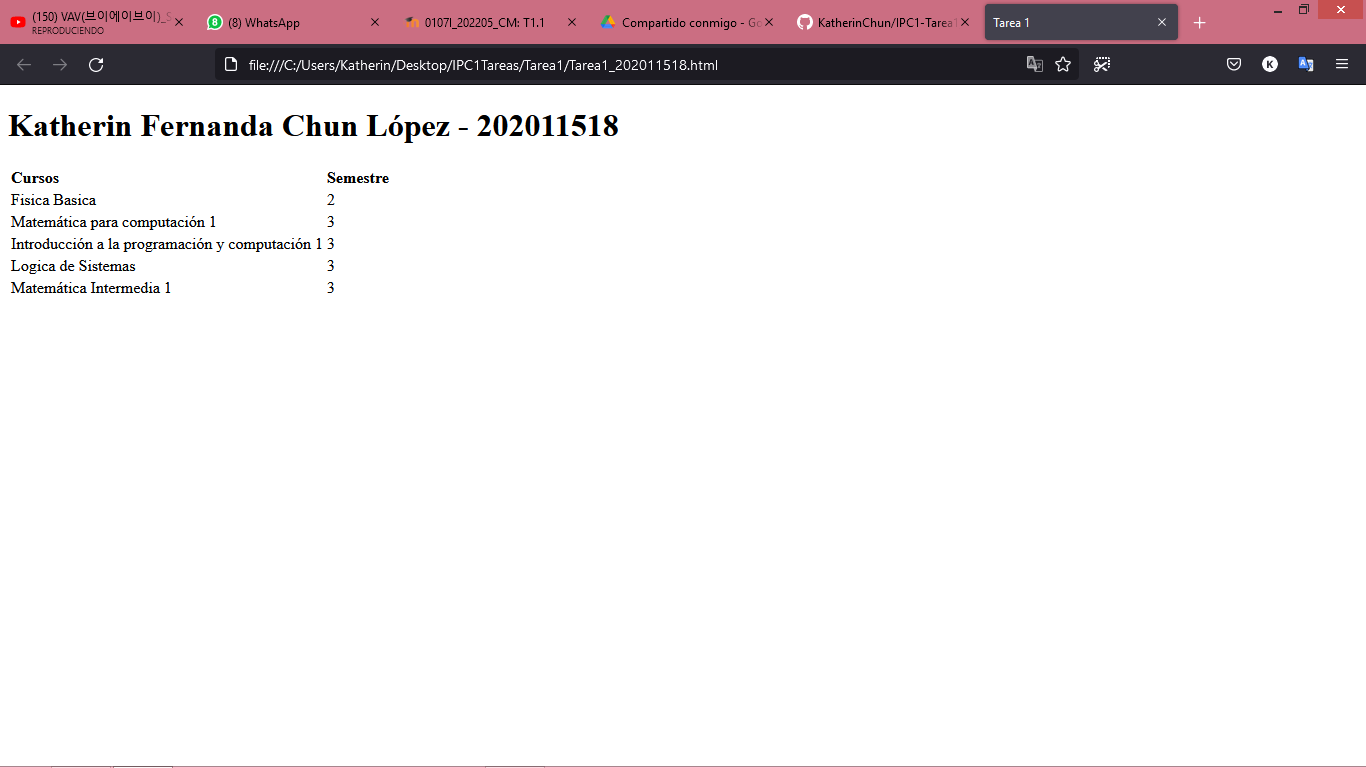 (150) VAV(브이에이브이)_S
REPRODUCIENDO
8 (8) WhatsApp
0107I_202205_CM: T1.1
Compartido conmigo - Go
KatherinChun/IPC1-Tarea1
Tarea 1
file:///C:/Users/Katherin/Desktop/IPC1Tareas/Tarea1/Tarea1_202011518.html
K
Katherin Fernanda Chun López - 202011518
Cursos Semestre
Fisica Basica 2
Matemática para computación 1 3
Introducción a la programación y computación 1 3
Logica de Sistemas 3
Matemática Intermedia 1 3